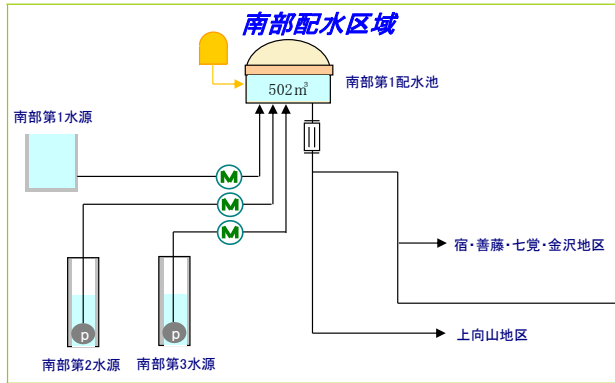 南部配水区域
502m³
南部第1配水池
南部第1水源
M
M
M
宿・善藤・七覚・金沢地区
上向山地区
p
p
南部第2水源
南部第3水源